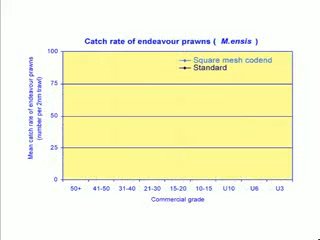 Catch rate of endeavour prawns ( M.ensis )
Square mesh codend
Standard
Mean catch rate of endeavour prawns
(number per 2nm trawl)
100
75
50
25
0
50+ 41-50 31-40 21-30 15-20 10-15 U10 U6 U3
Commercial grade